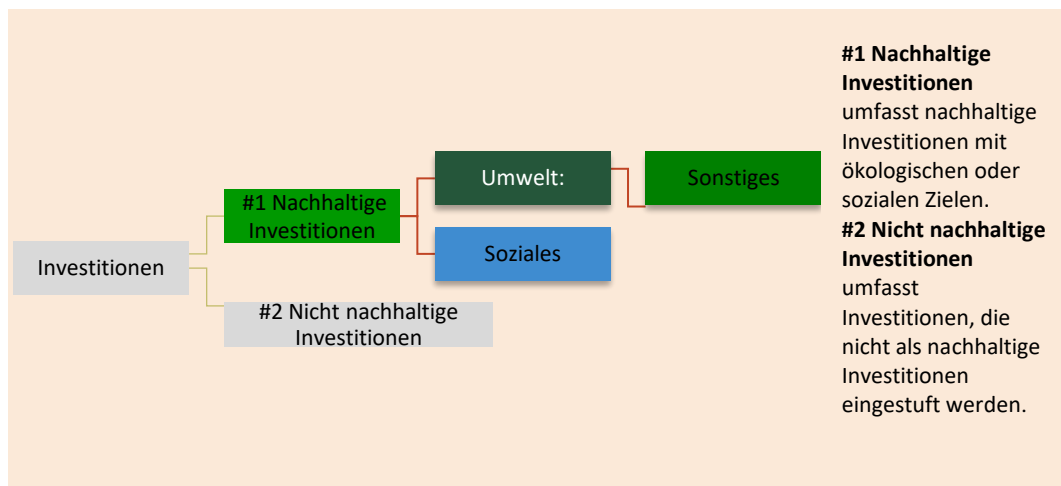 Investitionen
#1 Nachhaltige
Investitionen
#2 Nicht nachhaltige
Investitionen
Umwelt:
Soziales
Sonstiges
#1 Nachhaltige
Investitionen
umfasst nachhaltige
Investitionen mit
ökologischen oder
sozialen Zielen.
#2 Nicht nachhaltige
Investitionen
umfasst
Investitionen, die
nicht als nachhaltige
Investitionen
eingestuft werden.